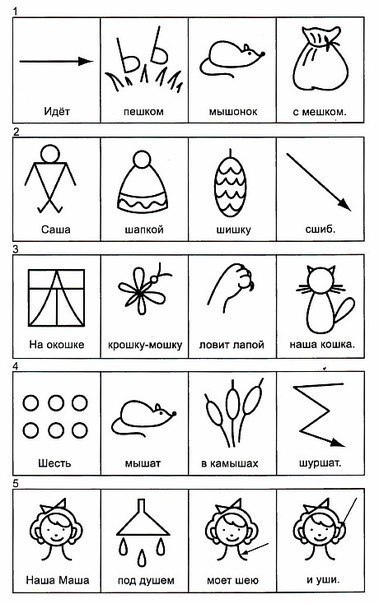 1
Идёт пешком мышонок с мешком.
2
Саша шапкой шишку сшиб.
3
На окошке крошку-мошку ловит лапой наша кошка.
4
Шесть мышат в камышах шуршат.
5
Наша Маша под душем моет шею и уши.